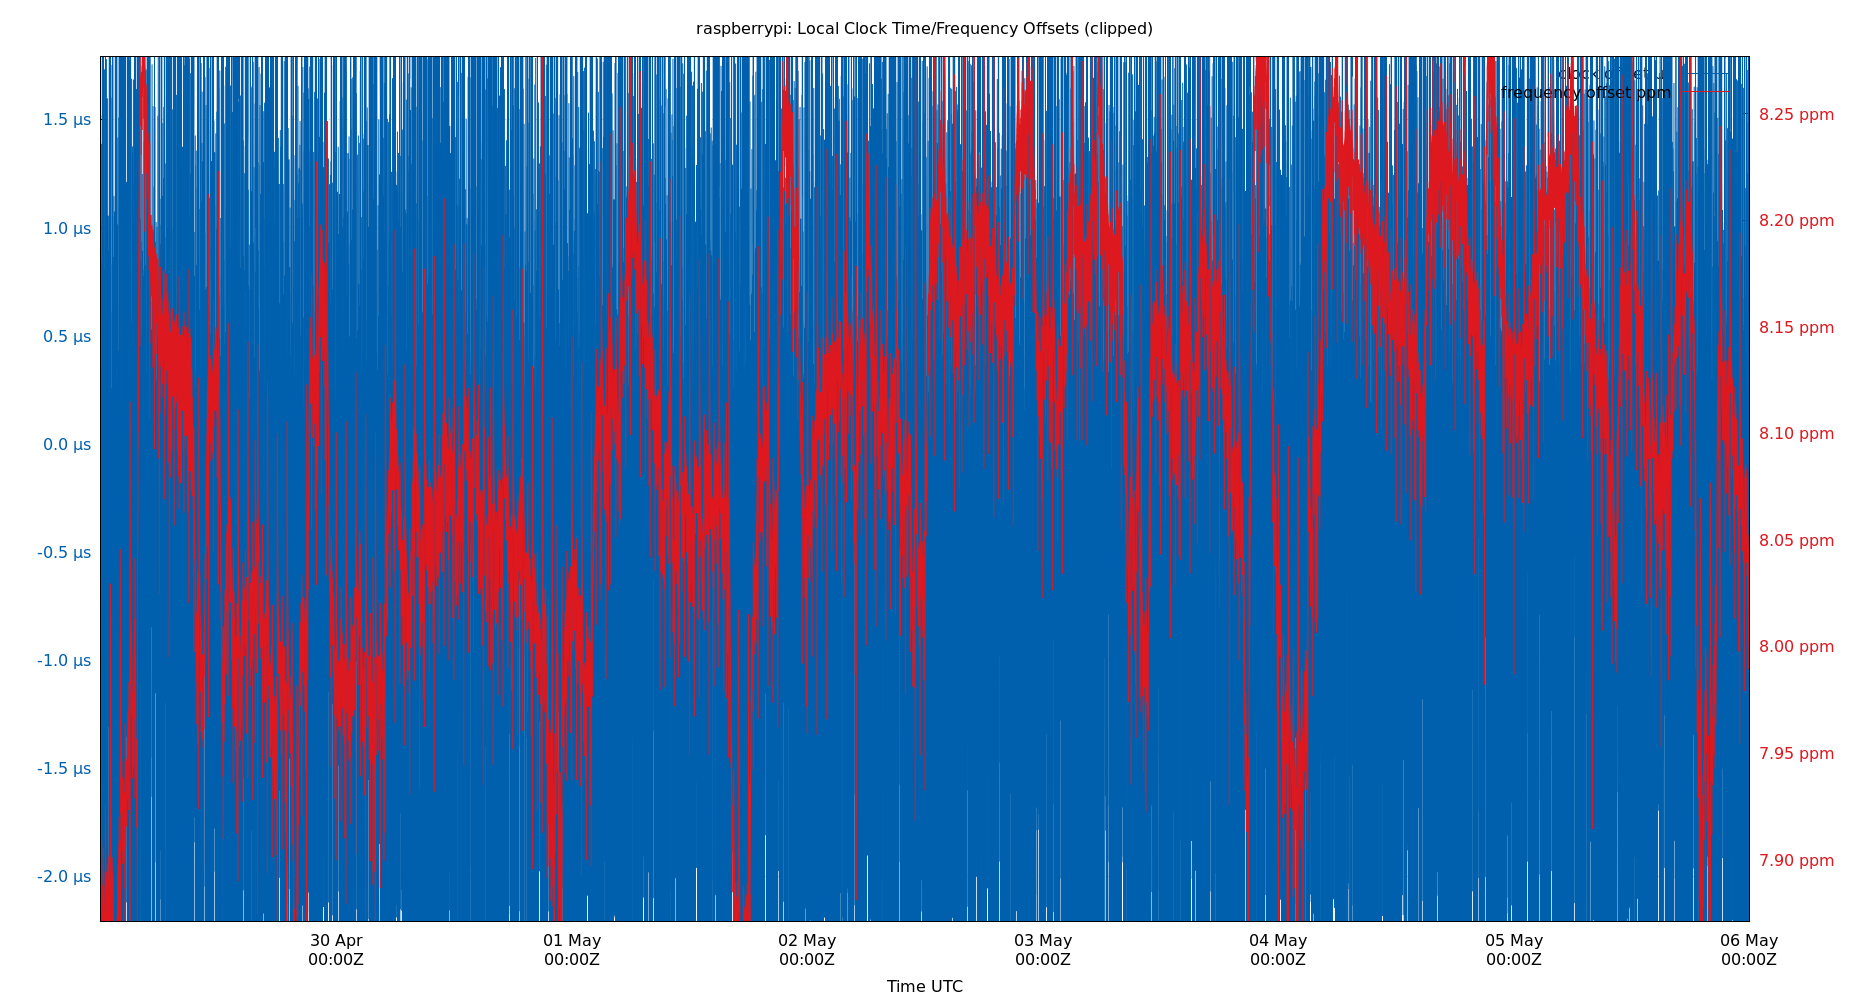 raspberrypi: Local Clock Time/Frequency Offsets (clipped)
clock offset
frequency offset ppm
1.5 µs
1.0 µs
0.5 µs
0.0 µs
-0.5 µs
-1.0 µs
-1.5 µs
-2.0 µs
8.25 ppm
8.20 ppm
8.15 ppm
8.10 ppm
8.05 ppm
8.00 ppm
7.95 ppm
7.90 ppm
30 Apr
00:00Z
01 May
00:00Z
02 May
00:00Z
03 May
00:00Z
04 May
00:00Z
05 May
00:00Z
06 May
00:00Z
Time UTC